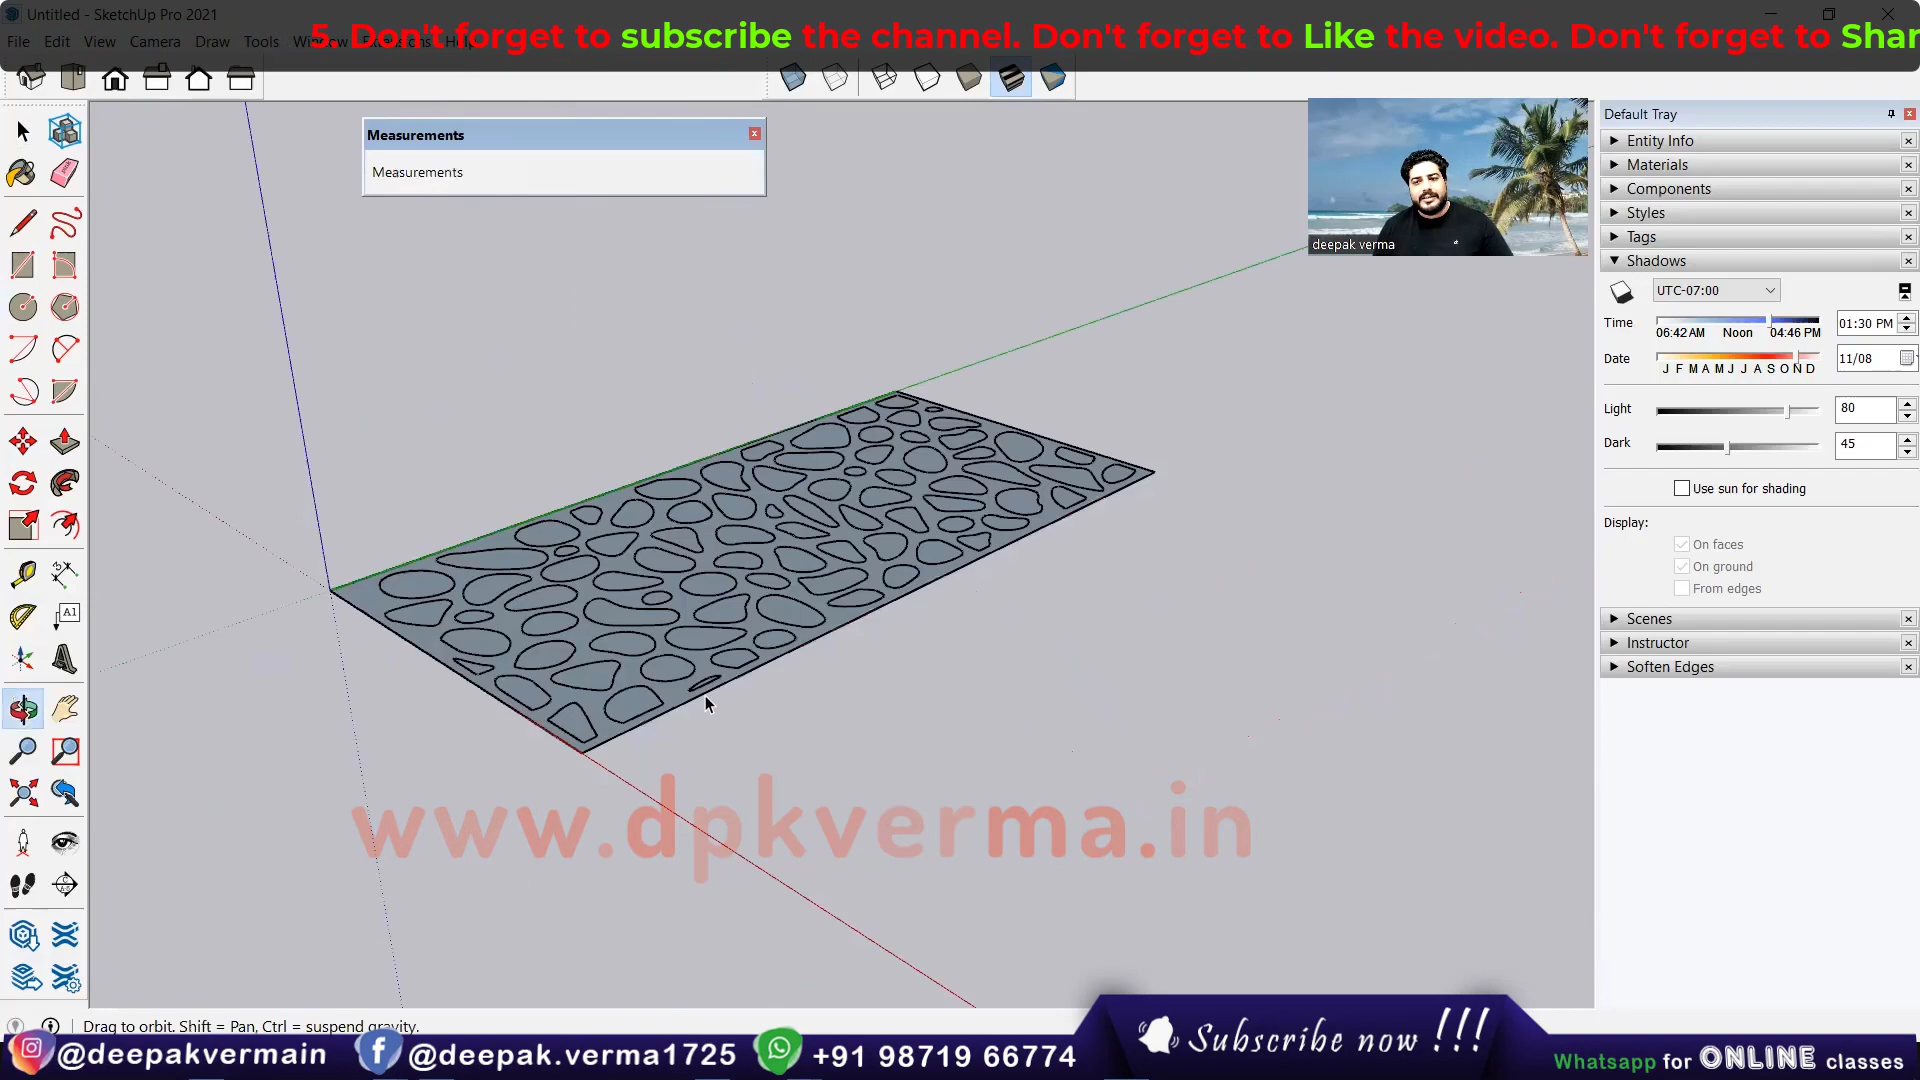 Untitled - SketchUp Pro 2021
5. Don't forget to subscribe the channel. Don't forget to Like the video. Don't forget to Shar
File Edit View Camera Draw Tools Window Extensions Help
Measurements
Measurements
deepak verma
Default Tray
Entity Info
Materials
Components
Styles
Tags
Shadows
UTC-07:00
Time
06:42 AM Noon 04:46 PM
01:30 PM
Date
J F M A M J J A S O N D
11/08
Light 80
Dark 45
Use sun for shading
Display:
On faces
On ground
From edges
Scenes
Instructor
Soften Edges
A1
www.dpkverma.in
Drag to orbit. Shift = Pan, Ctrl = suspend gravity.
@deepakvermain @deepak.verma1725 +91 98719 66774
Subscribe now !!!
Whatsapp for ONLINE classes